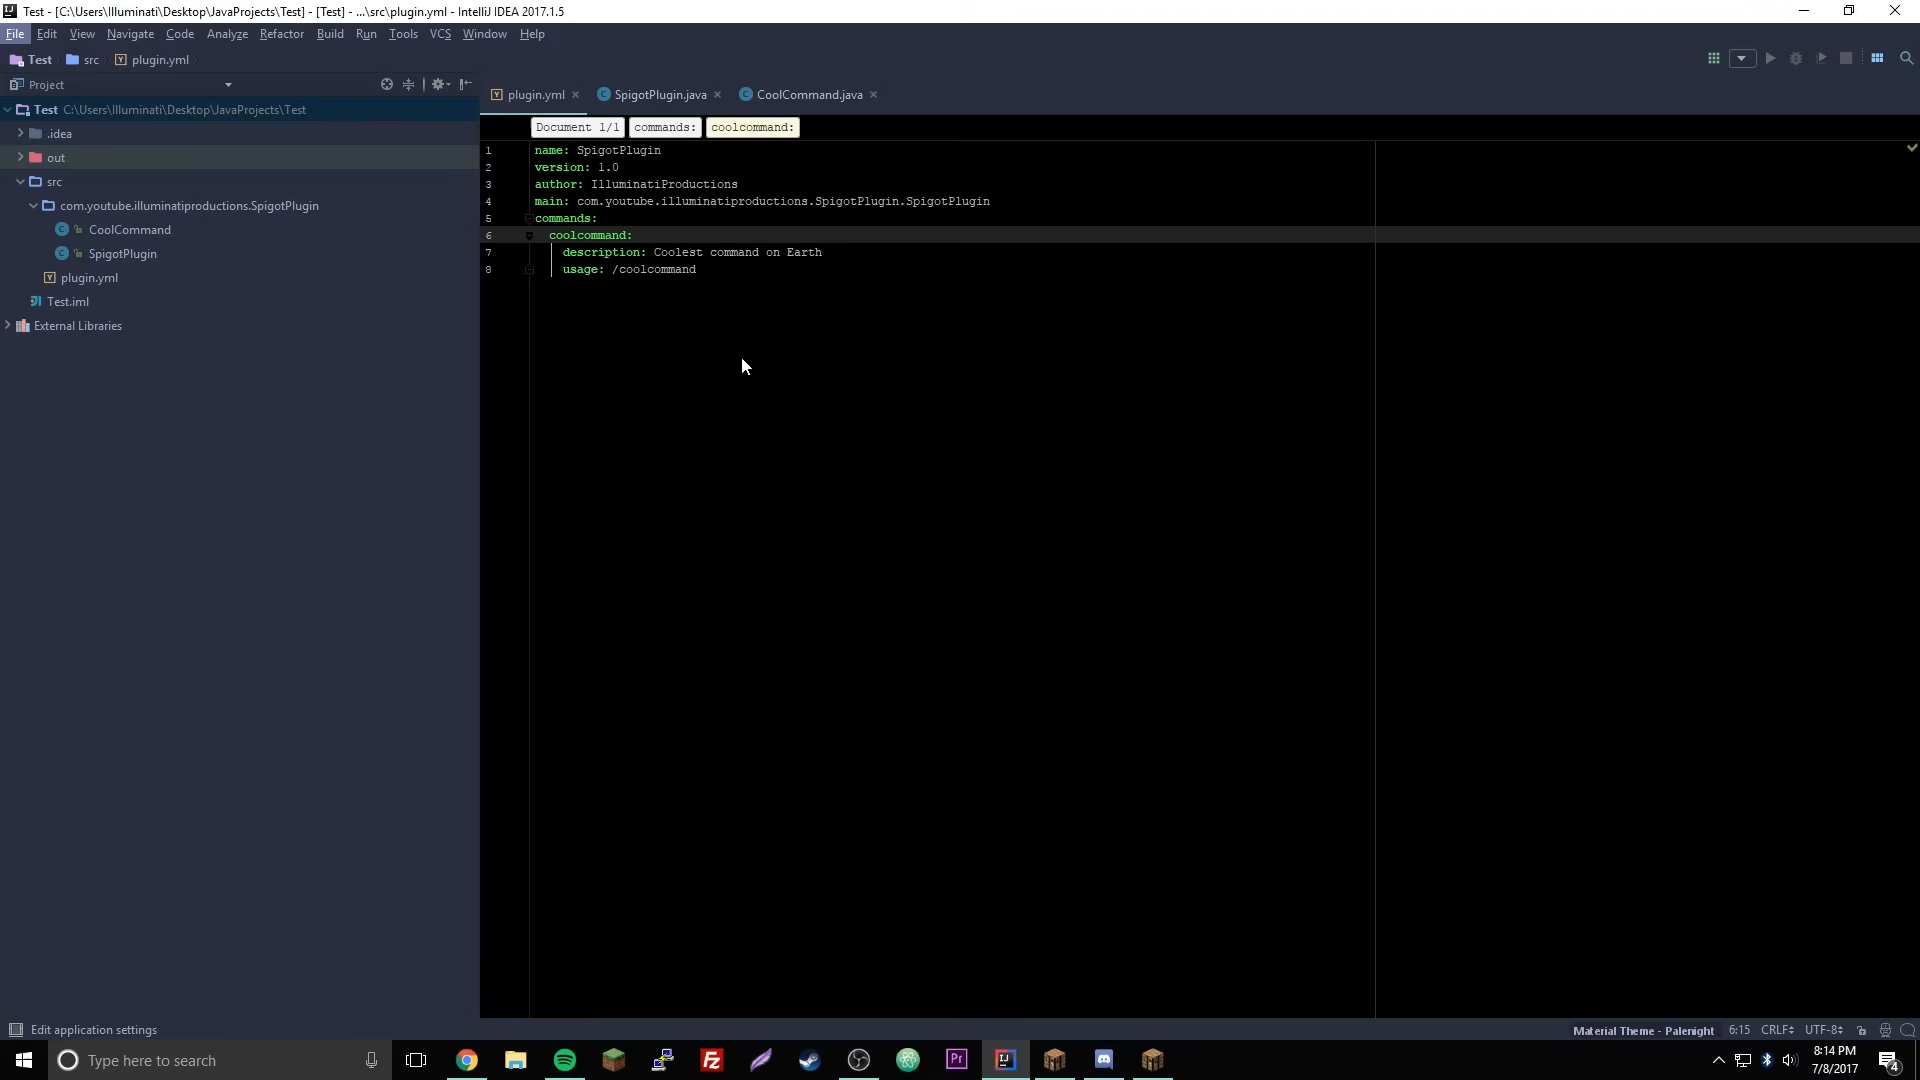 Test - [C:\Users\Illuminati\Desktop\JavaProjects\Test] - [Test] - ...\src\plugin.yml - IntelliJ IDEA 2017.1.5
File Edit View Navigate Code Analyze Refactor Build Run Tools VCS Window Help
Test src plugin.yml
Project
plugin.yml SpigotPlugin.java CoolCommand.java
Test C:\Users\Illuminati\Desktop\JavaProjects\Test
.idea
out
src
com.youtube.illuminatiproductions.SpigotPlugin
CoolCommand
SpigotPlugin
plugin.yml
Test.iml
External Libraries
Document 1/1 commands: coolcommand:
1 name: SpigotPlugin
2 version: 1.0
3 author: IlluminatiProductions
4 main: com.youtube.illuminatiproductions.SpigotPlugin.SpigotPlugin
5 commands:
6 coolcommand:
7 description: Coolest command on Earth
8 usage: /coolcommand
Edit application settings
Material Theme - Palenight 6:15 CRLF UTF-8
Type here to search
8:14 PM
7/8/2017
4